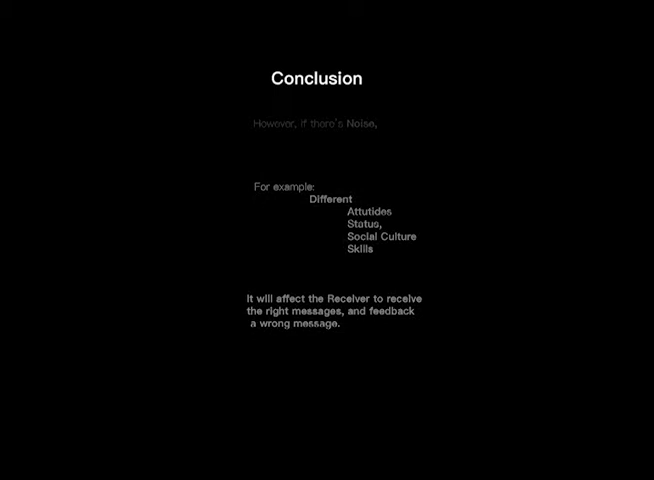 Conclusion
However, if there's Noise,
For example:
Different
Attutides
Status,
Social Culture
Skills
It will affect the Receiver to receive
the right messages, and feedback
a wrong message.